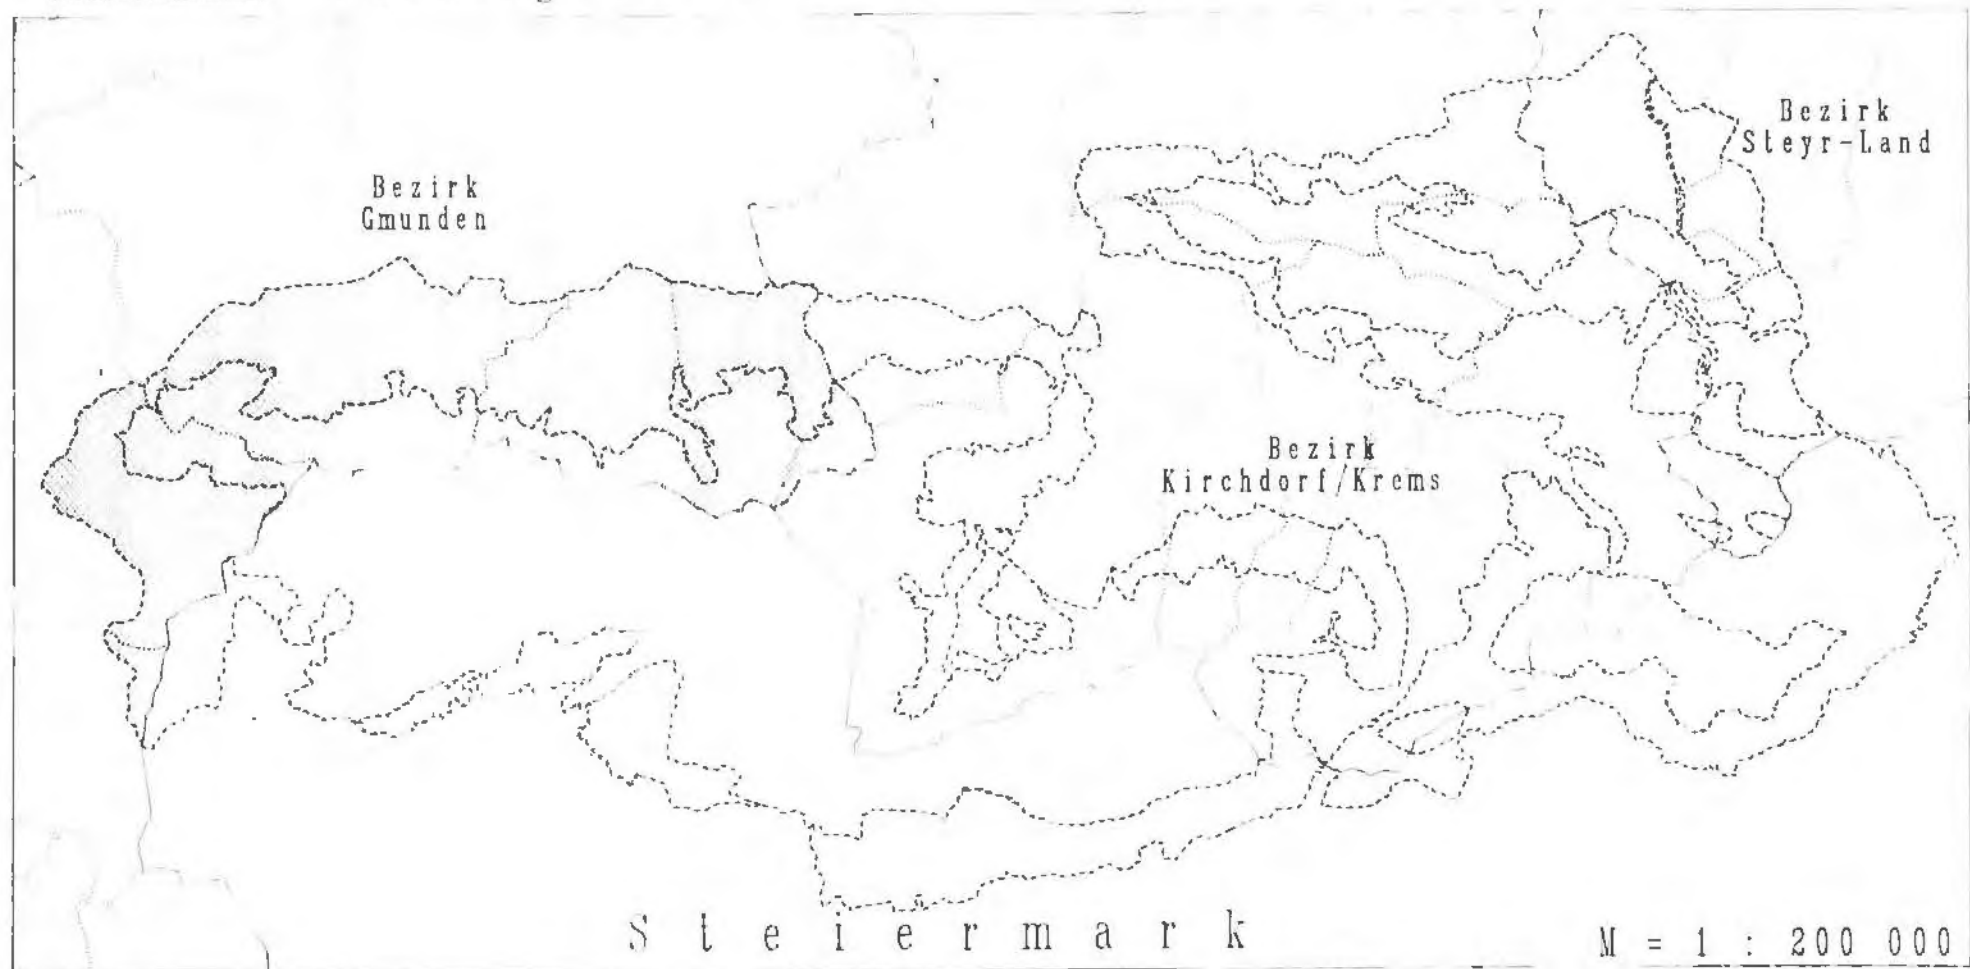 Bezirk
Steyr-Land
Bezirk
Gmunden
Bezirk
Kirchdorf/Krems
Steiermark
M = 1 : 200 000